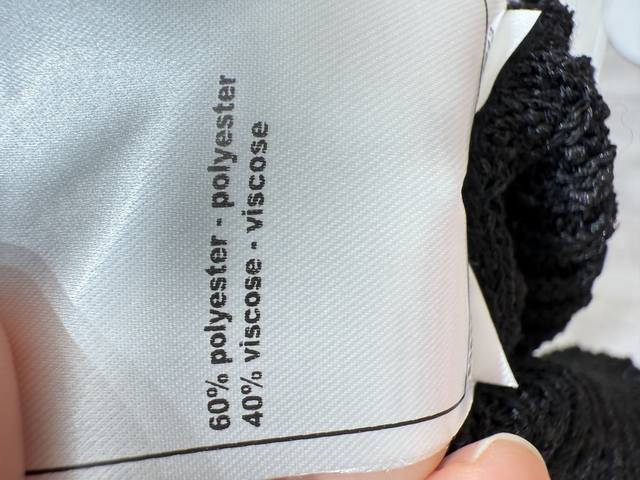 60% polyester - polyester
40% viscose - viscose